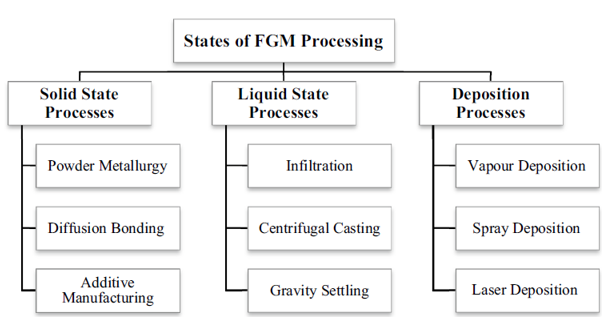 States of FGM Processing
Solid State
Processes
Liquid State
Processes
Deposition
Processes
Powder Metallurgy
Infiltration
Vapour Deposition
Diffusion Bonding
Centrifugal Casting
Spray Deposition
Additive
Manufacturing
Gravity Settling
Laser Deposition